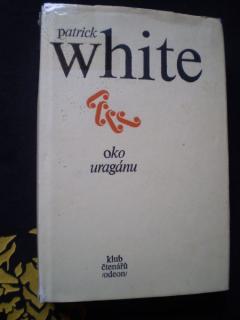 patrick
white
oko
uragánu
klub
čtenářů
/odeon/